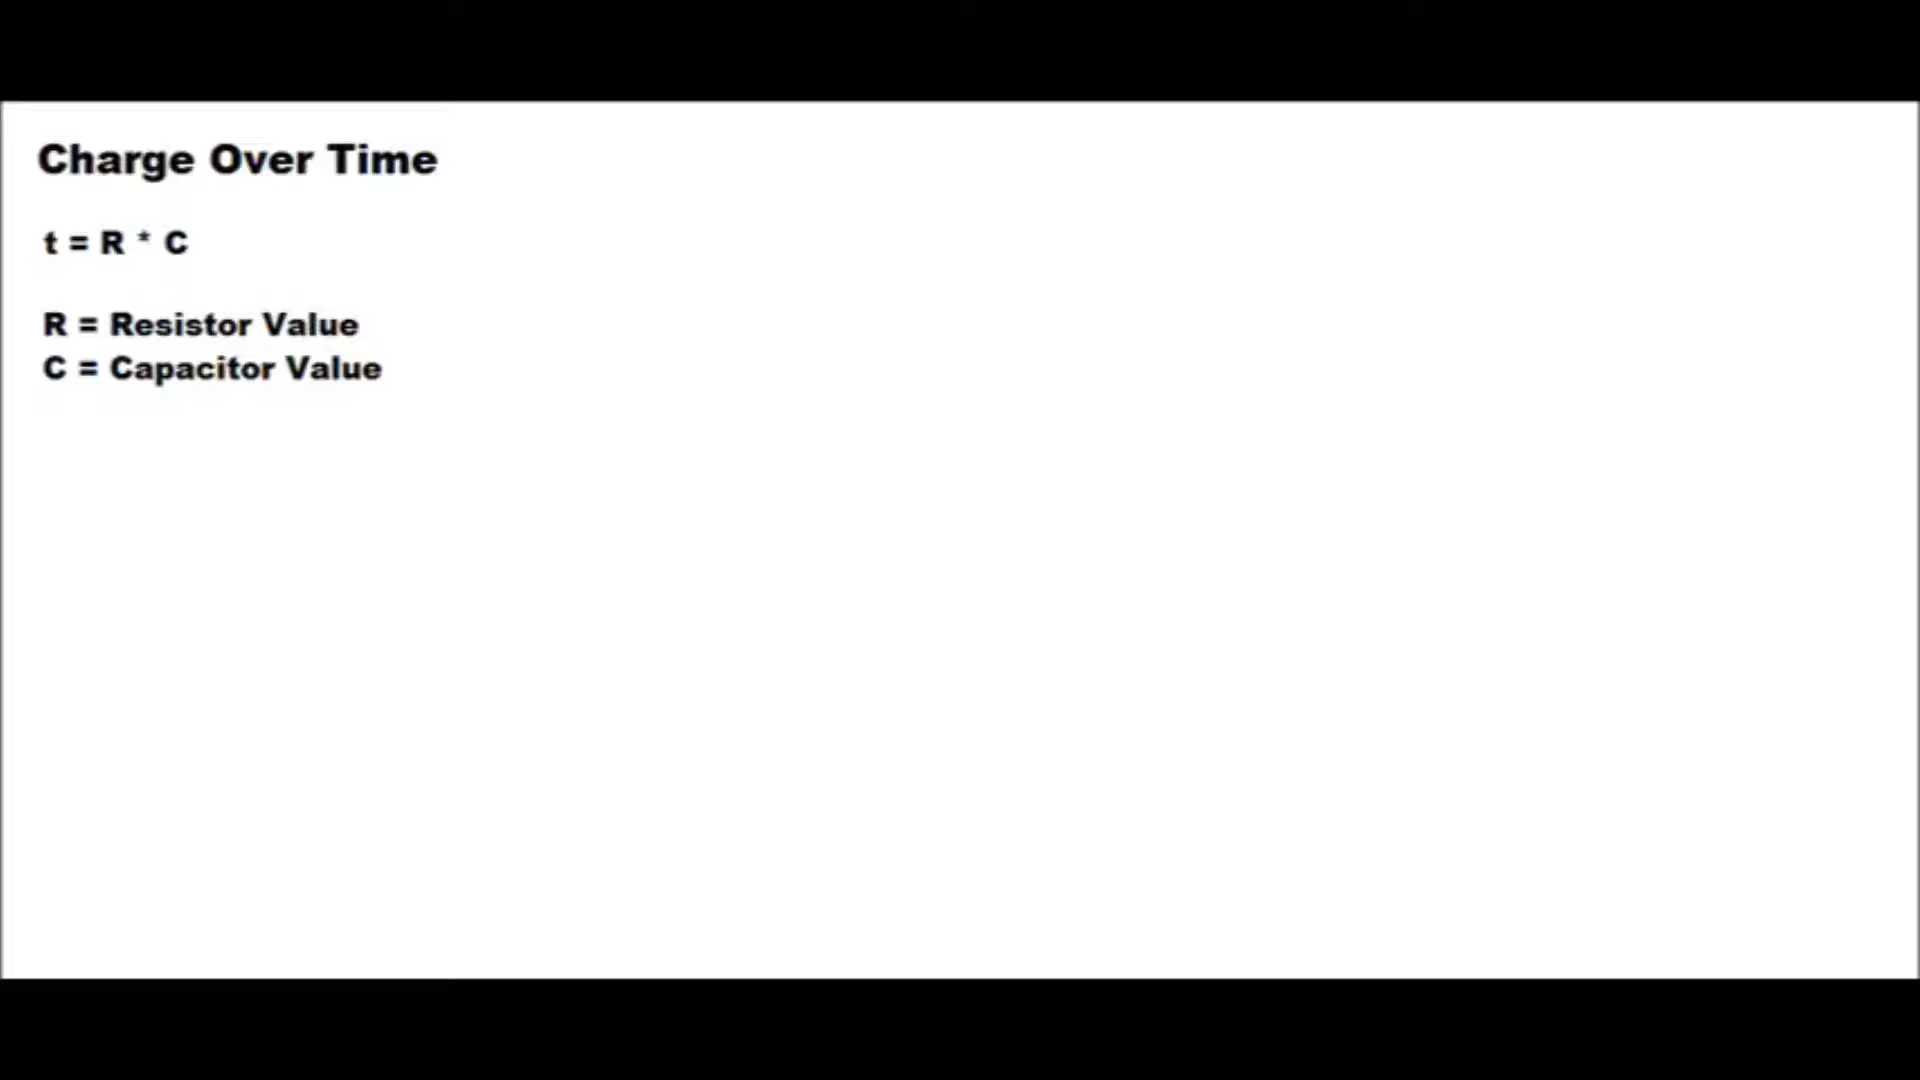 Charge Over Time
t = R * C
R = Resistor Value
C = Capacitor Value